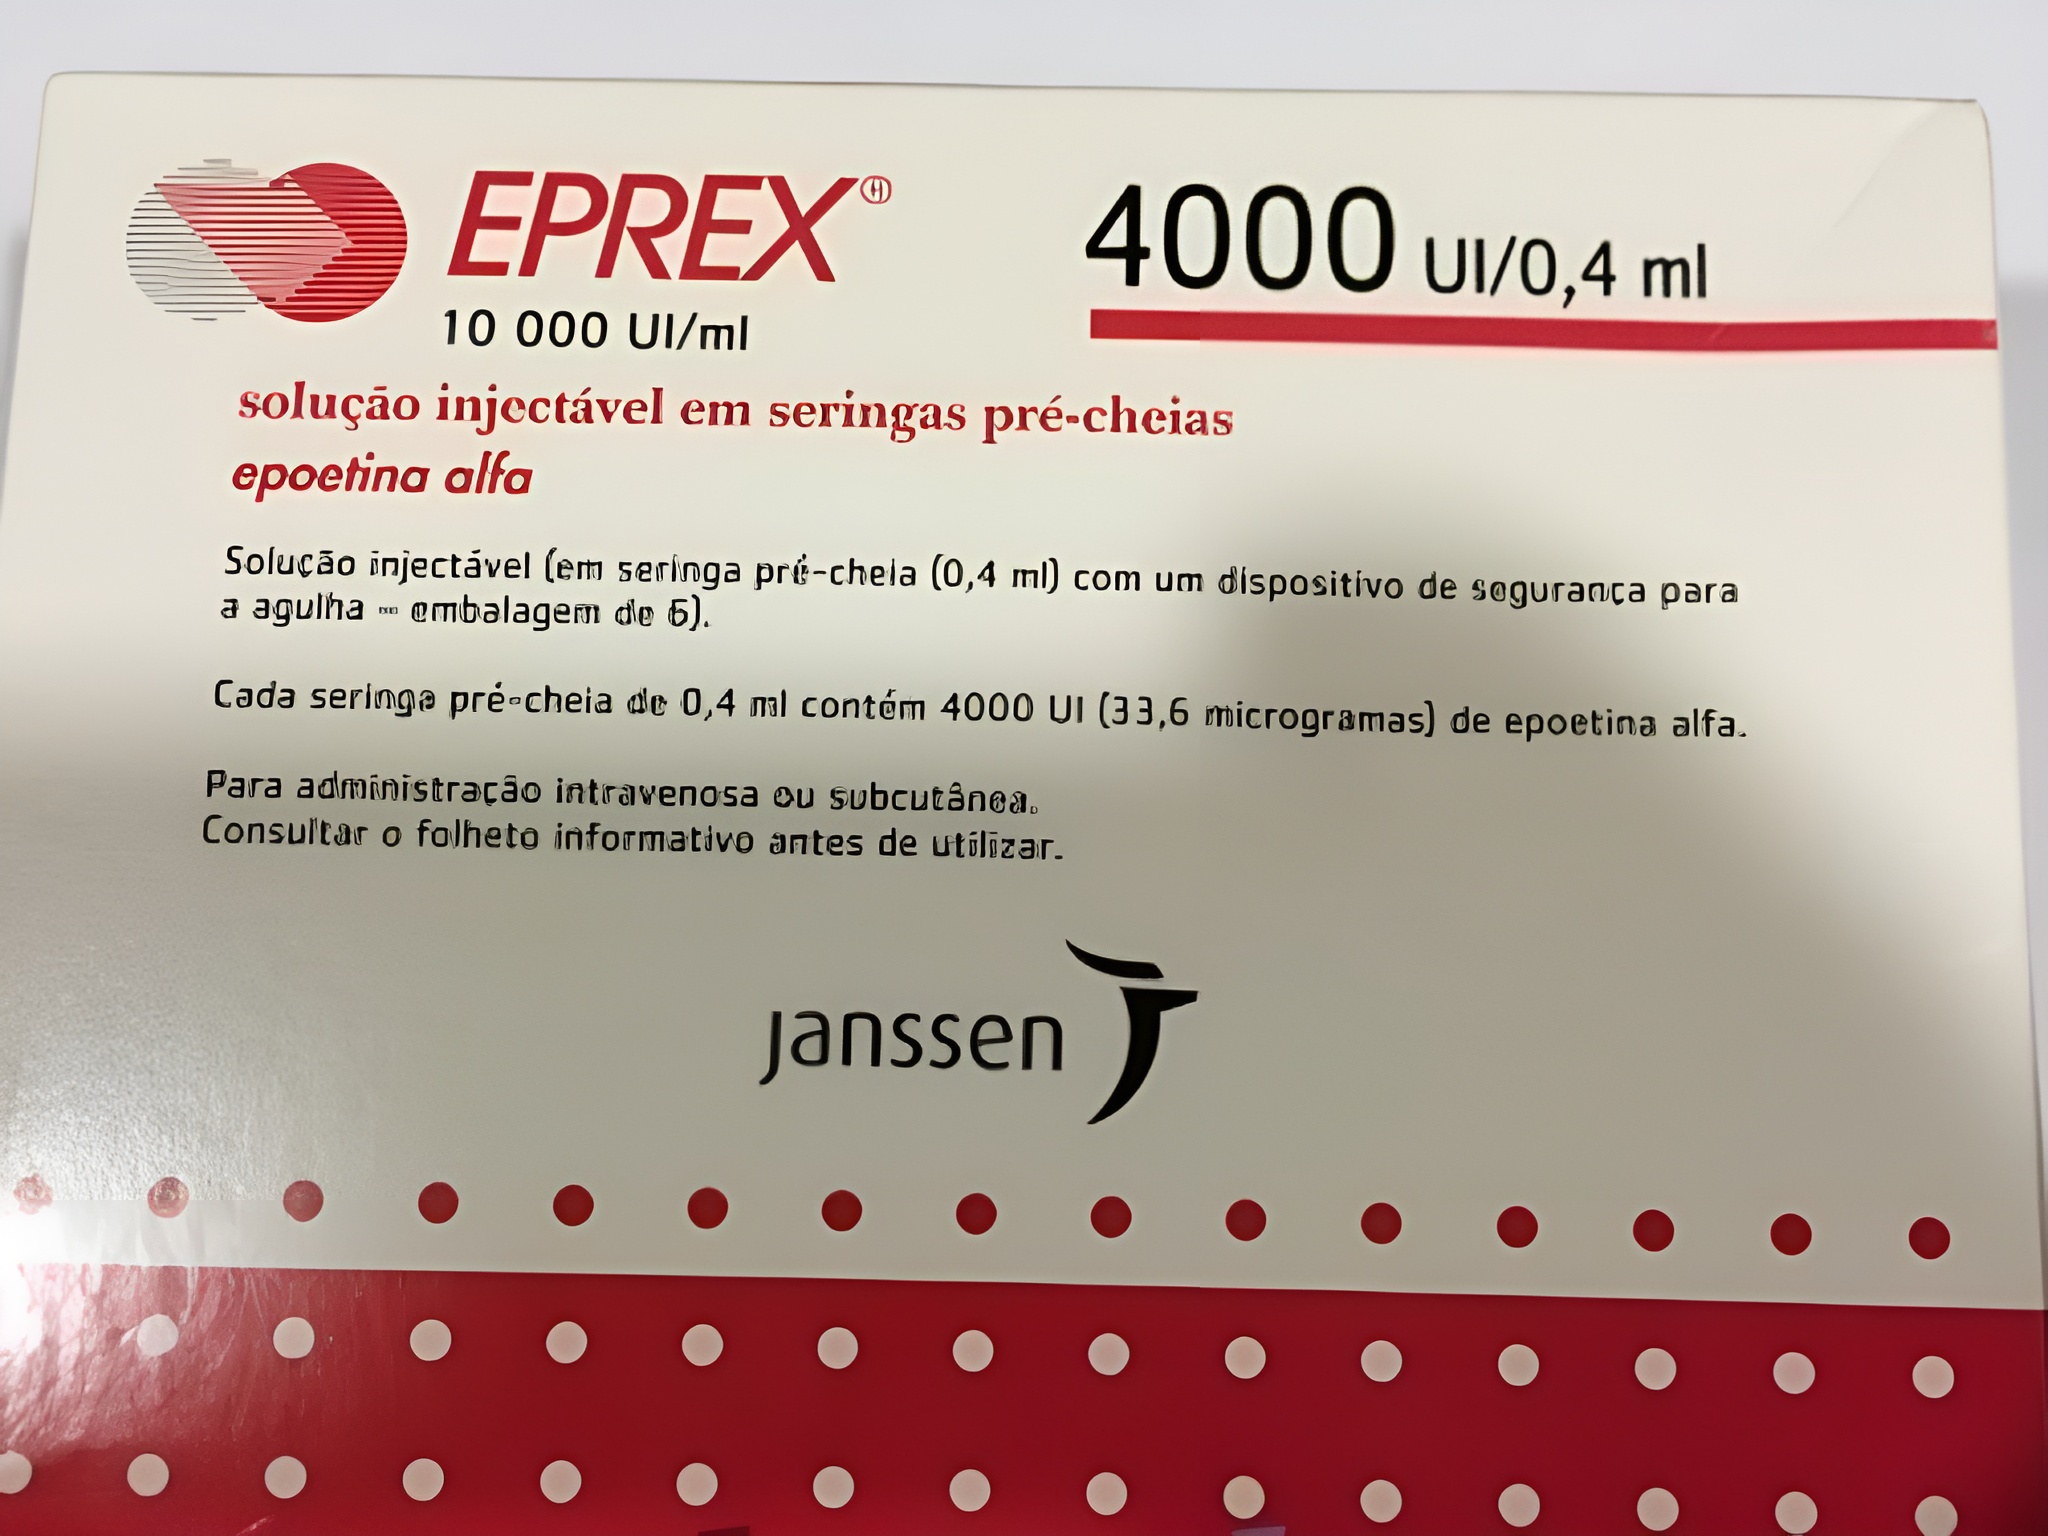 EPREX®
4000 UI/0,4 ml
10 000 UI/ml
solução injectável em seringas pré-cheias
epoetina alfa
Solução injectável (em seringa pré-cheia (0,4 ml) com um dispositivo de segurança para
a agulha - embalagem de 6).
Cada seringa pré-cheia de 0,4 ml contém 4000 UI (33,6 microgramas) de epoetina alfa.
Para administração intravenosa ou subcutânea.
Consultar o folheto informativo antes de utilizar.
janssen